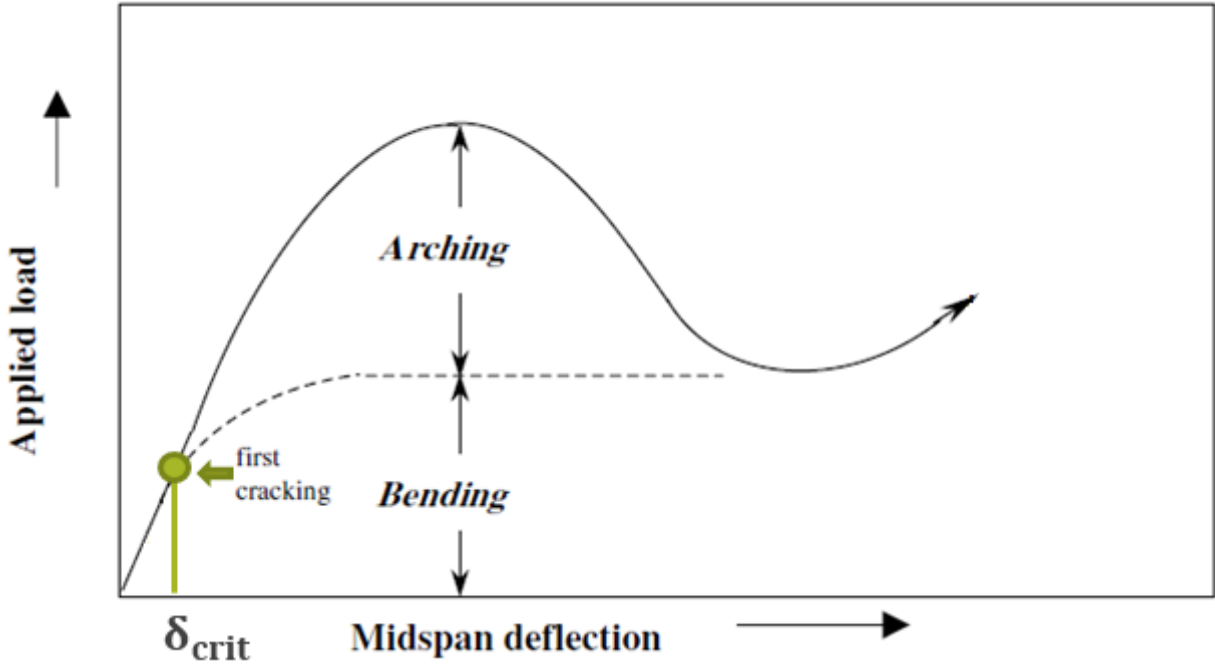 Applied load
Arching
first
cracking
Bending
δcrit
Midspan deflection